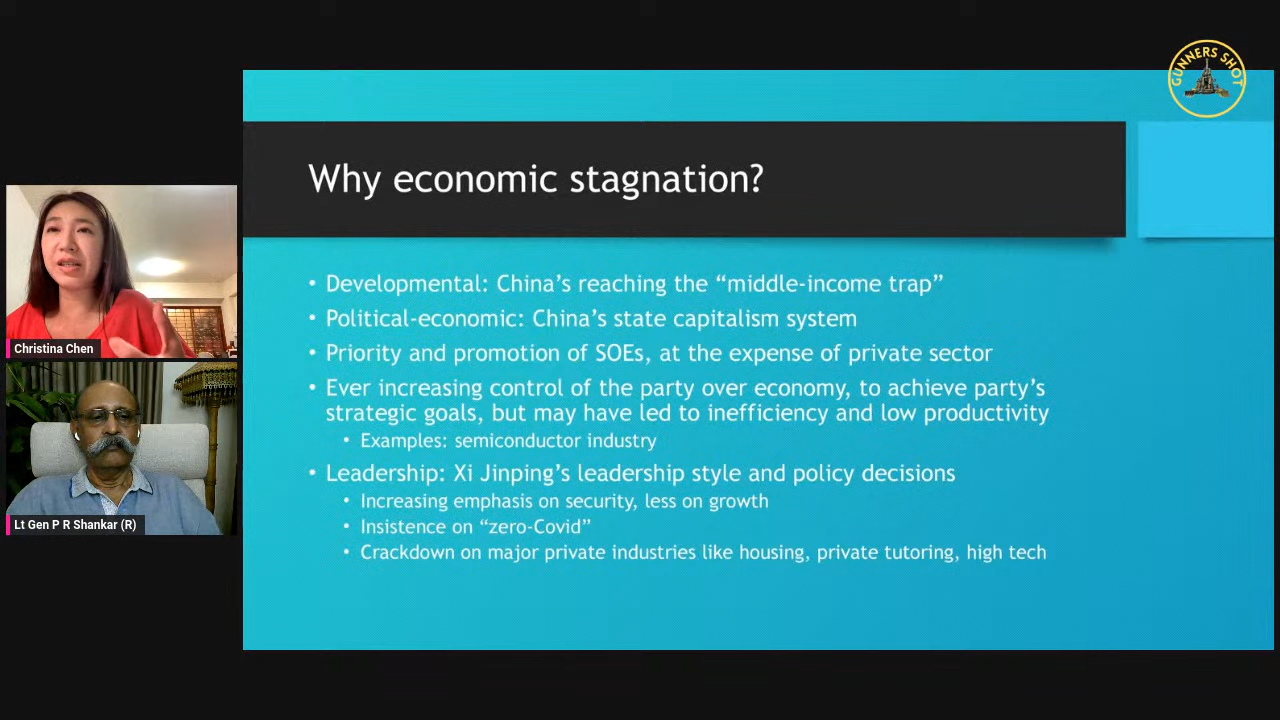 GUNNERS SHOT
Why economic stagnation?
• Developmental: China’s reaching the “middle-income trap”
• Political-economic: China’s state capitalism system
• Priority and promotion of SOEs, at the expense of private sector
• Ever increasing control of the party over economy, to achieve party’s
strategic goals, but may have led to inefficiency and low productivity
• Examples: semiconductor industry
• Leadership: Xi Jinping’s leadership style and policy decisions
• Increasing emphasis on security, less on growth
• Insistence on “zero-Covid”
• Crackdown on major private industries like housing, private tutoring, high tech
Christina Chen
Lt Gen P R Shankar (R)